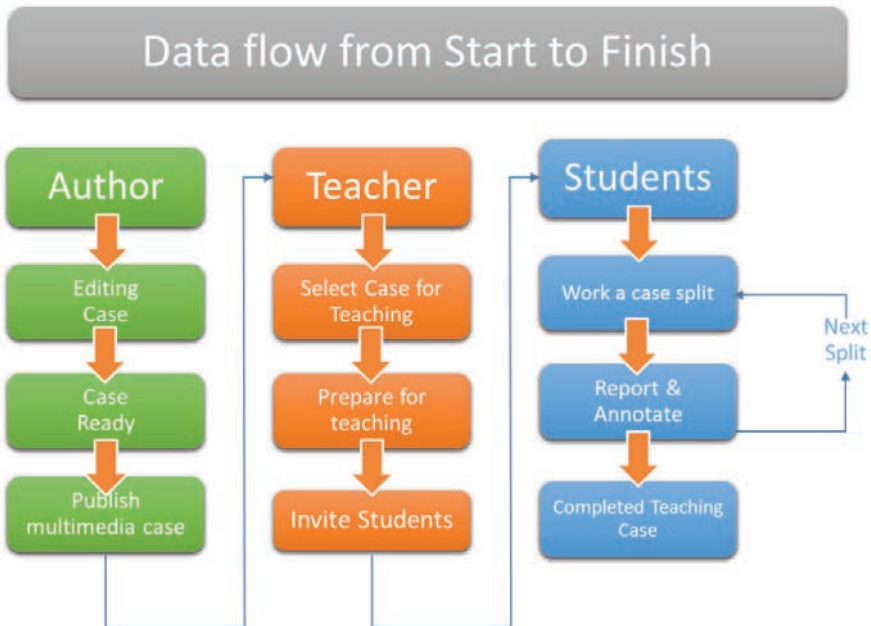 Data flow from Start to Finish
Author
Editing
Case
Case
Ready
Publish
multimedia case
Teacher
Select Case for
Teaching
Prepare for
teaching
Invite Students
Students
Work a case split
Report &
Annotate
Completed Teaching
Case
Next
Split